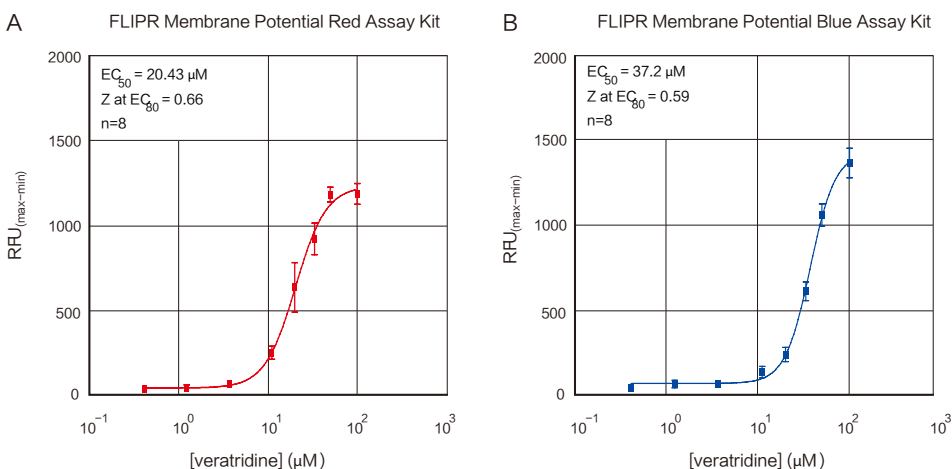 A
FLIPR Membrane Potential Red Assay Kit
EC50 = 20.43 µM
Z at EC80 = 0.66
n=8
2000
1500
1000
500
0
RFU(max−min)
10−1
100
101
102
103
[veratridine] (µM)
B
FLIPR Membrane Potential Blue Assay Kit
EC50 = 37.2 µM
Z at EC80 = 0.59
n=8
2000
1500
1000
500
0
RFU(max−min)
10−1
100
101
102
103
[veratridine] (µM)